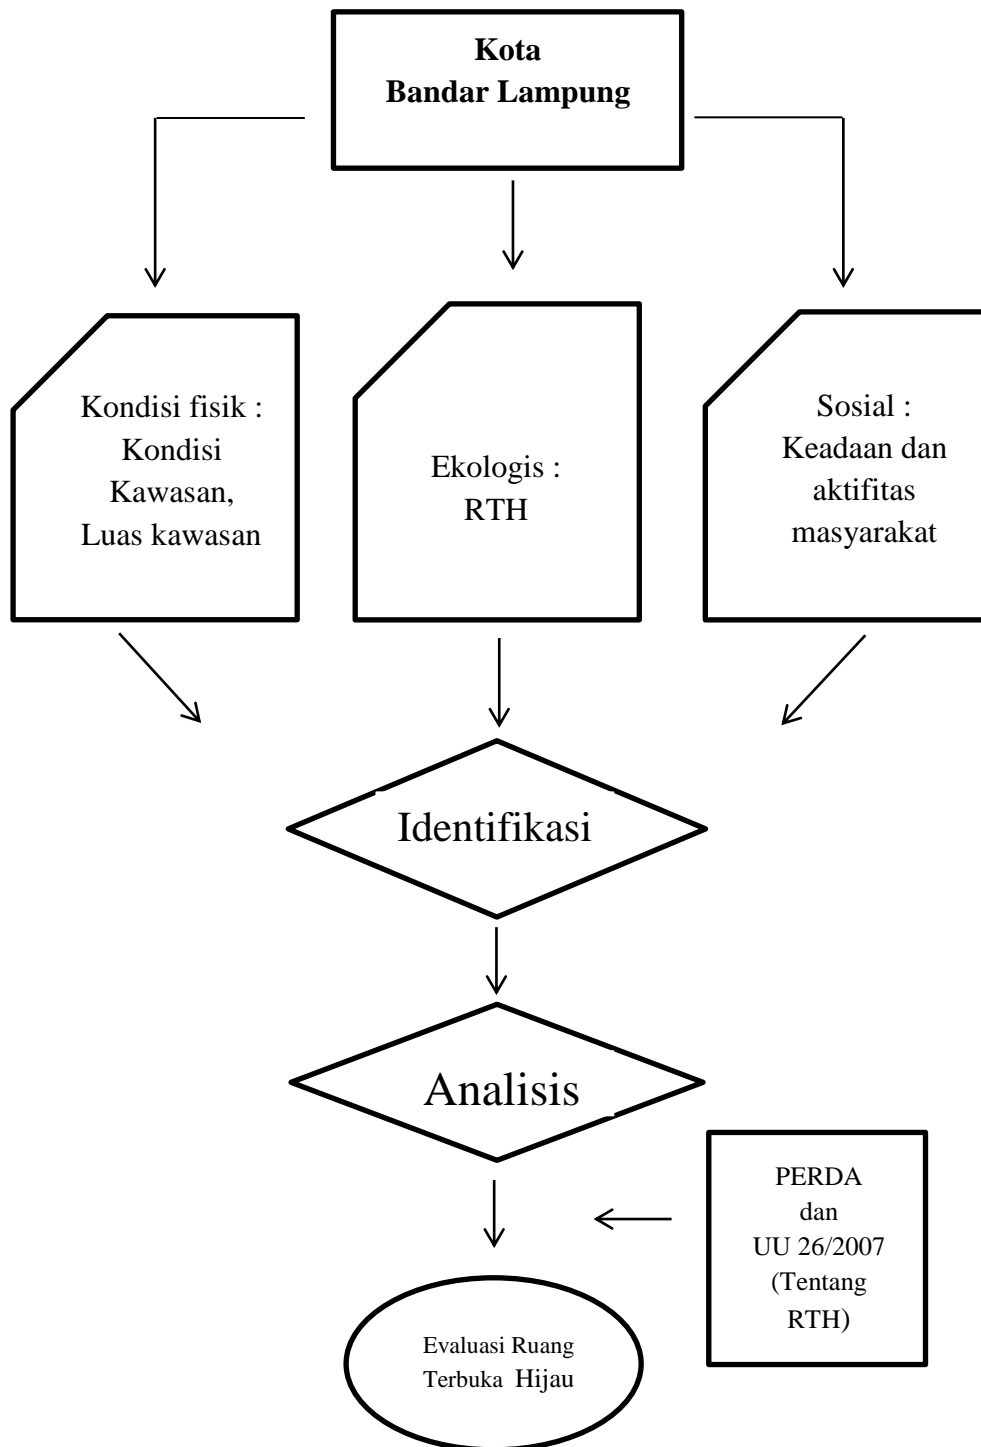 Kota
Bandar Lampung
Kondisi fisik :
Kondisi
Kawasan,
Luas kawasan
Ekologis :
RTH
Sosial :
Keadaan dan
aktifitas
masyarakat
Identifikasi
Analisis
PERDA
dan
UU 26/2007
(Tentang
RTH)
Evaluasi Ruang
Terbuka Hijau